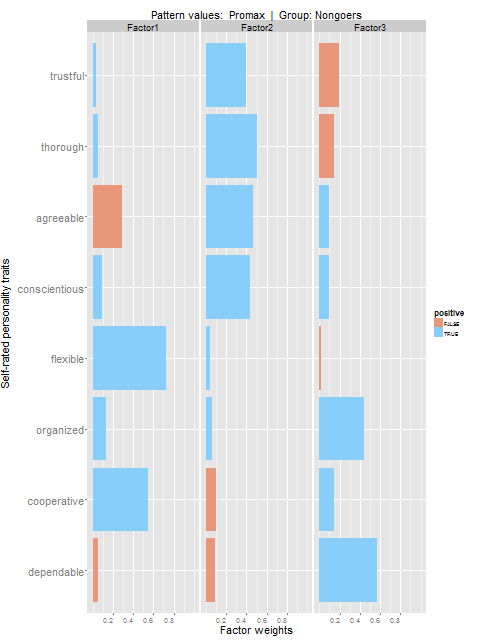 Pattern values: Promax | Group: Nongoers
Factor1 Factor2 Factor3
trustful
thorough
agreeable
conscientious
flexible
organized
cooperative
dependable
Self-rated personality traits
0.2 0.4 0.6 0.8 0.2 0.4 0.6 0.8 0.2 0.4 0.6 0.8
Factor weights
positive
FALSE
TRUE